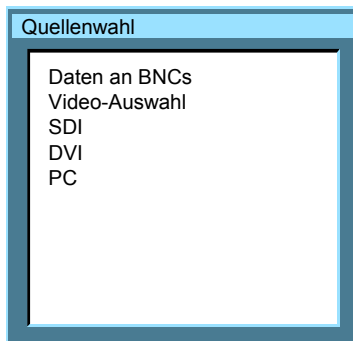 Quellenwahl
Daten an BNCs
Video-Auswahl
SDI
DVI
PC